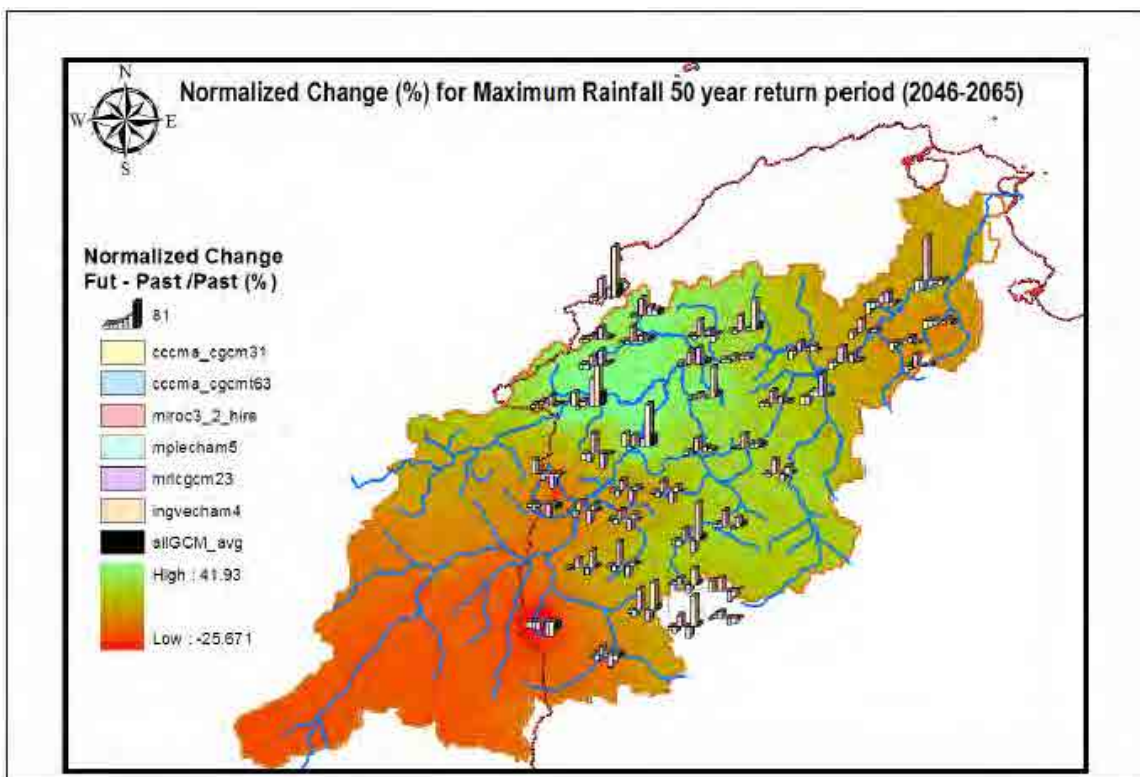 N
W E
S
Normalized Change (%) for Maximum Rainfall 50 year return period (2046-2065)
Normalized Change
Fut - Past /Past (%)
81
cccma_cgcm31
cccma_cgcmt63
miroc3_2_hire
mpiecham5
mricgcm23
ingvecham4
allGCM_avg
High : 41.93
Low : -25.671